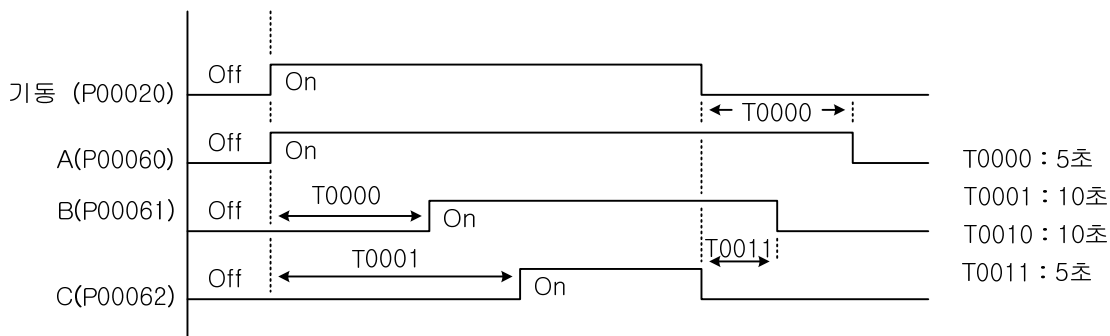 기동 (P00020)
Off
On
T0000
A(P00060)
Off
On
B(P00061)
Off
T0000
On
T0011
C(P00062)
Off
T0001
On
T0000 : 5초
T0001 : 10초
T0010 : 10초
T0011 : 5초